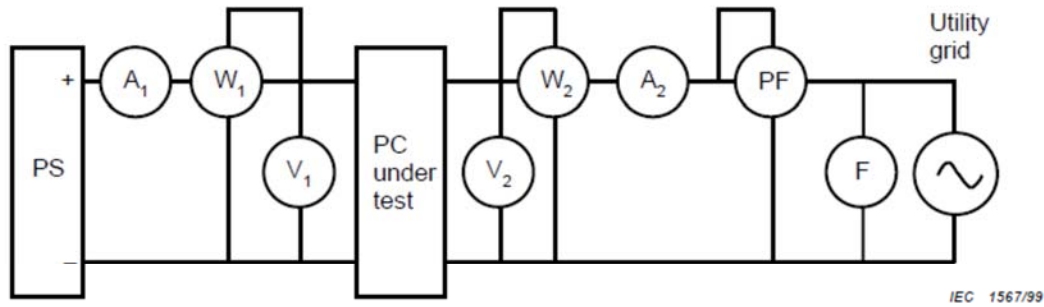 Utility
grid
+
A1
W1
W2
A2
PF
PS
V1
PC
under
test
V2
F
–
IEC 1567/99